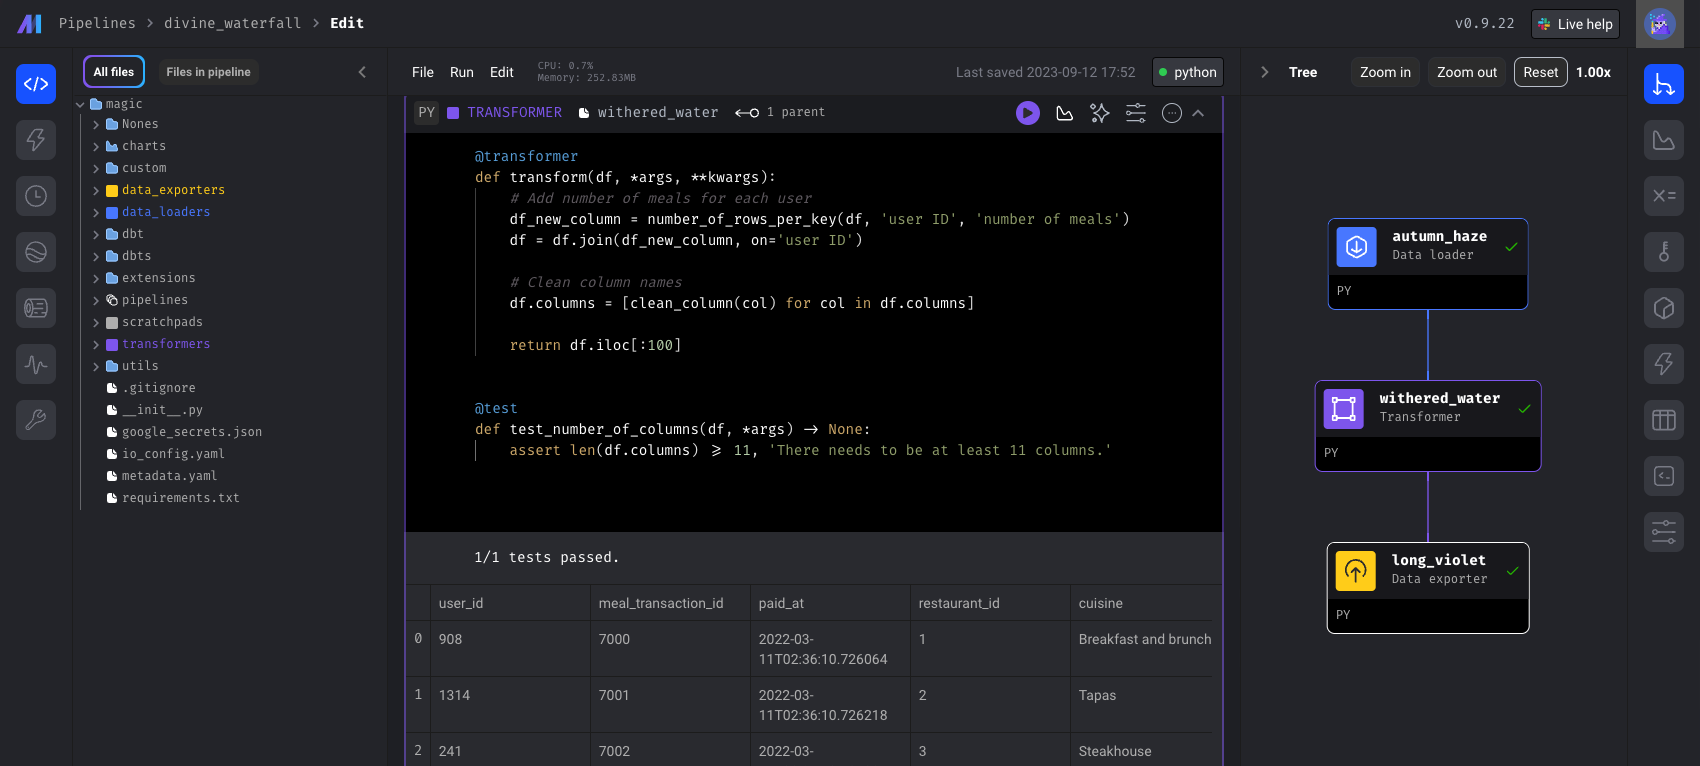 Pipelines > divine_waterfall > Edit
v0.9.22
Live help
All files
Files in pipeline
magic
Nones
charts
custom
data_exporters
data_loaders
dbt
dbts
extensions
pipelines
scratchpads
transformers
utils
.gitignore
__init__.py
google_secrets.json
io_config.yaml
metadata.yaml
requirements.txt
File Run Edit
CPU: 0.7%
Memory: 252.83MB
Last saved 2023-09-12 17:52
python
PY TRANSFORMER withered_water 1 parent
@transformer
def transform(df, *args, **kwargs):
# Add number of meals for each user
df_new_column = number_of_rows_per_key(df, 'user ID', 'number of meals')
df = df.join(df_new_column, on='user ID')
# Clean column names
df.columns = [clean_column(col) for col in df.columns]
return df.iloc[:100]
@test
def test_number_of_columns(df, *args) -> None:
assert len(df.columns) >= 11, 'There needs to be at least 11 columns.'
1/1 tests passed.
user_id meal_transaction_id paid_at restaurant_id cuisine
0 908 7000 2022-03-11T02:36:10.726064 1 Breakfast and brunch
1 1314 7001 2022-03-11T02:36:10.726218 2 Tapas
2 241 7002 2022-03- 3 Steakhouse
Tree
Zoom in
Zoom out
Reset
1.00x
autumn_haze
Data loader
PY
withered_water
Transformer
PY
long_violet
Data exporter
PY